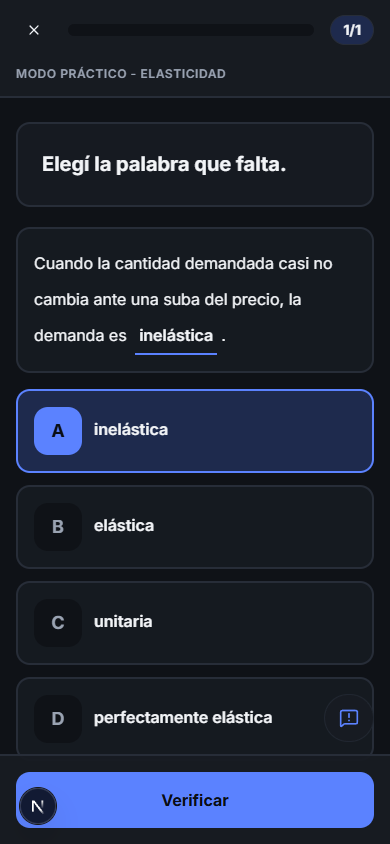 1/1
MODO PRÁCTICO - ELASTICIDAD
Elegí la palabra que falta.
Cuando la cantidad demandada casi no
cambia ante una suba del precio, la
demanda es inelástica .
A inelástica
B elástica
C unitaria
D perfectamente elástica
Verificar
N